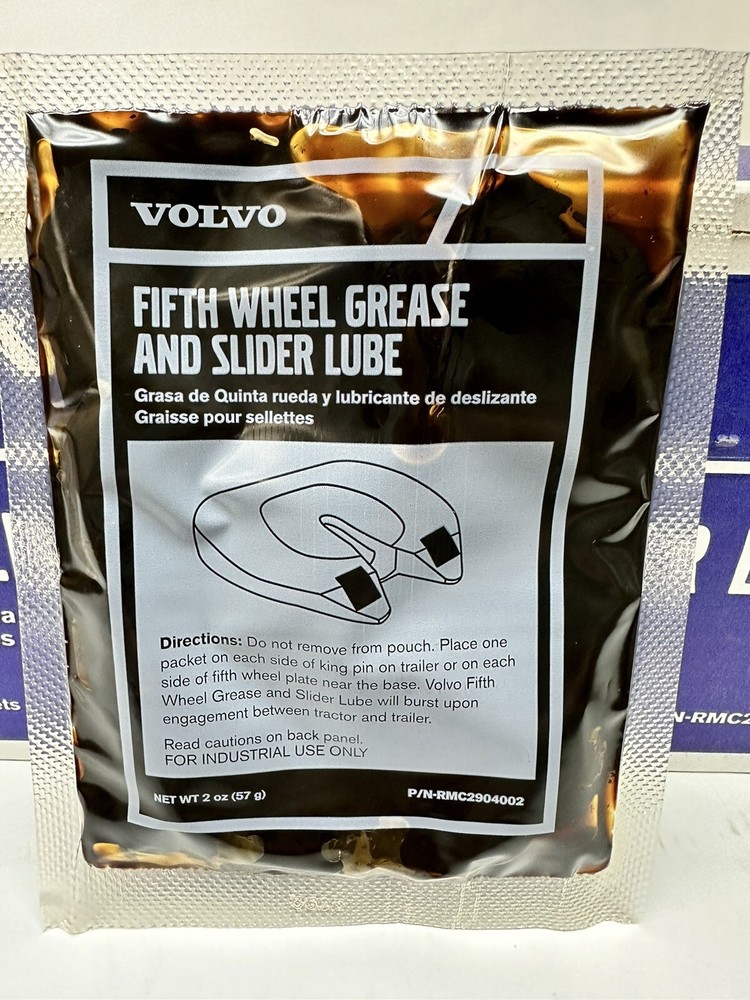 VOLVO
FIFTH WHEEL GREASE
AND SLIDER LUBE
Grasa de Quinta rueda y lubricante de deslizante
Graisse pour sellettes
Directions: Do not remove from pouch. Place one
packet on each side of king pin on trailer or on each
side of fifth wheel plate near the base. Volvo Fifth
Wheel Grease and Slider Lube will burst upon
engagement between tractor and trailer.
Read cautions on back panel.
FOR INDUSTRIAL USE ONLY
NET WT 2 oz (57 g)
P/N-RMC2904002